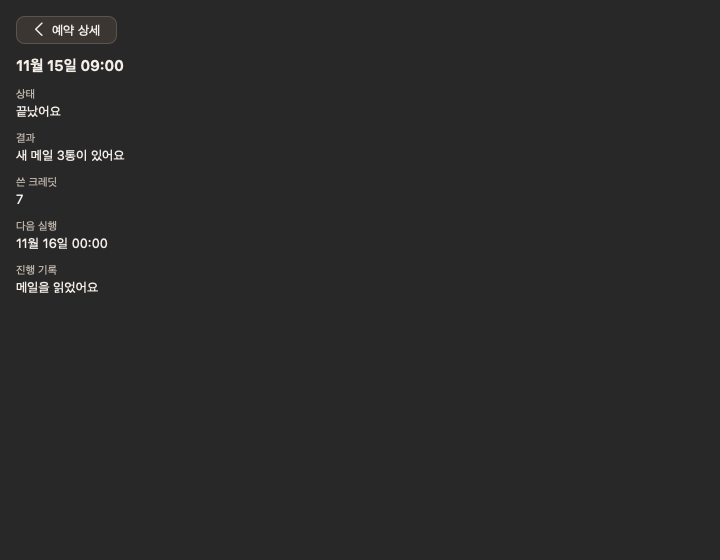 예약 상세
11월 15일 09:00
상태
끝났어요
결과
새 메일 3통이 있어요
쓴 크레딧
7
다음 실행
11월 16일 00:00
진행 기록
메일을 읽었어요